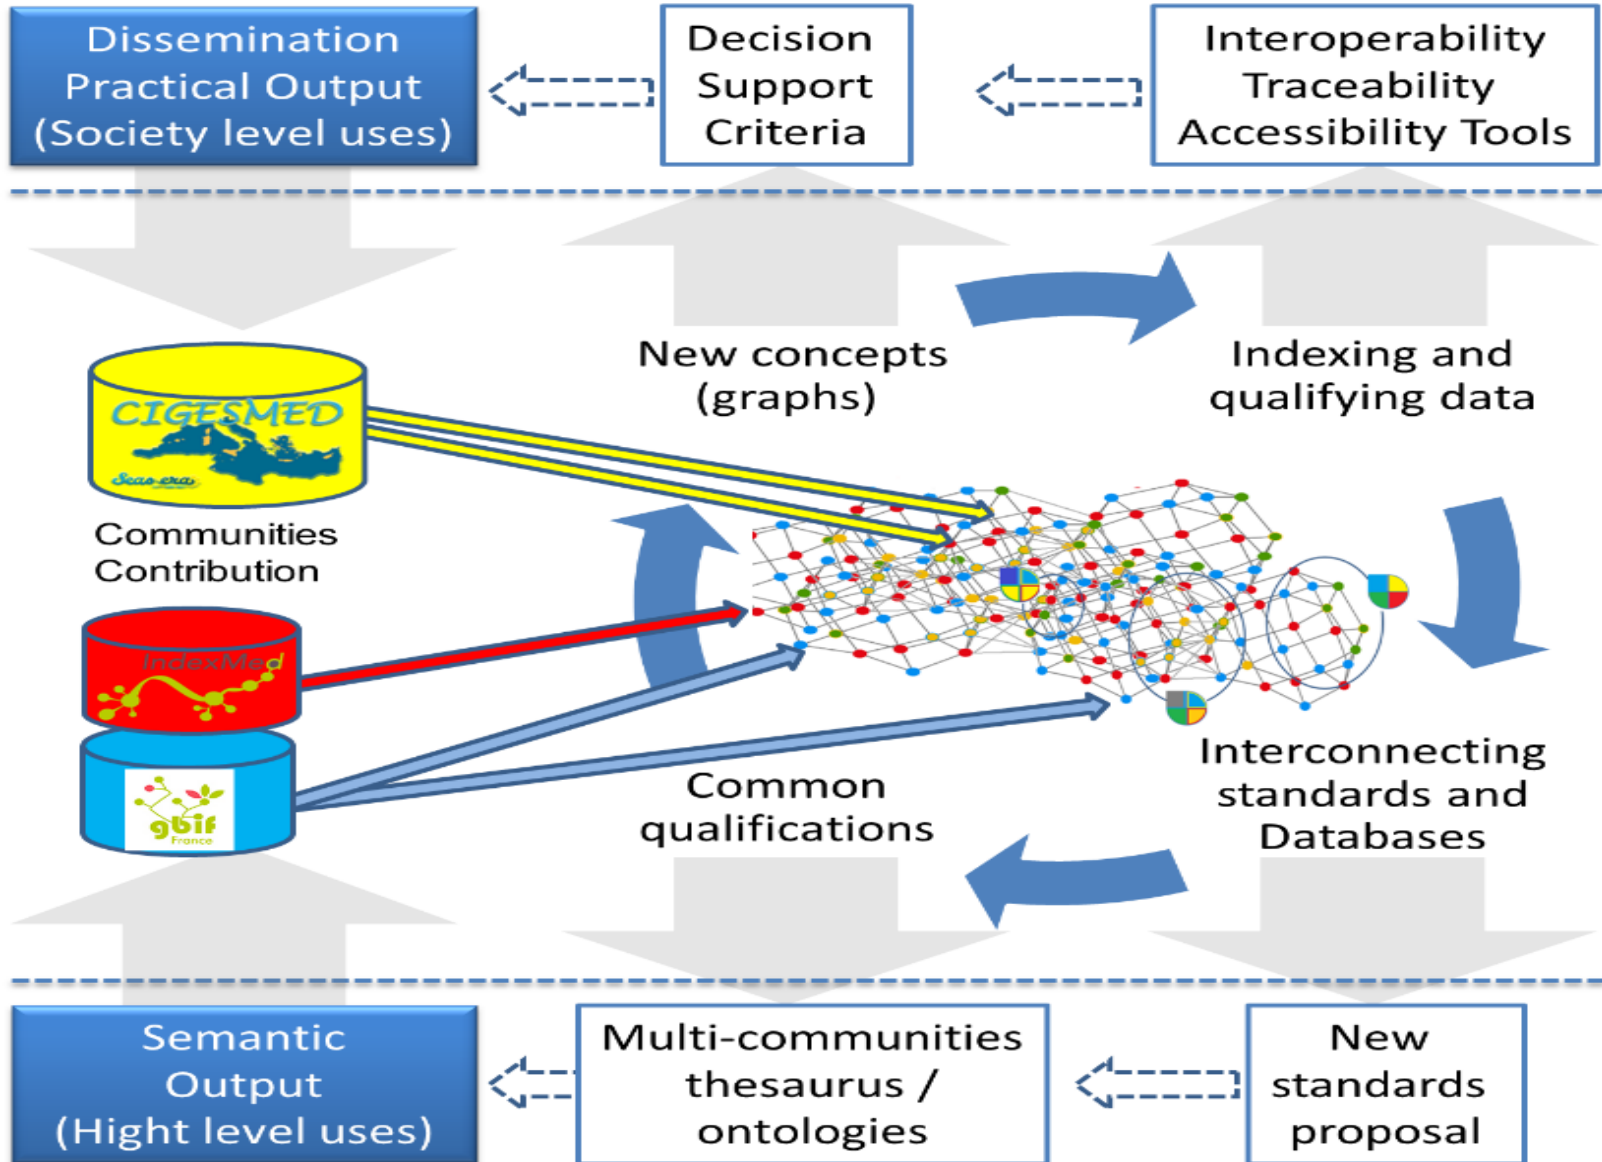 Dissemination
Practical Output
(Society level uses)
Decision
Support
Criteria
Interoperability
Traceability
Accessibility Tools
New concepts
(graphs)
Indexing and
qualifying data
CIGESMED
Seas-era
Communities
Contribution
IndexMed
gbif
France
Common
qualifications
Interconnecting
standards and
Databases
Semantic
Output
(Hight level uses)
Multi-communities
thesaurus /
ontologies
New
standards
proposal